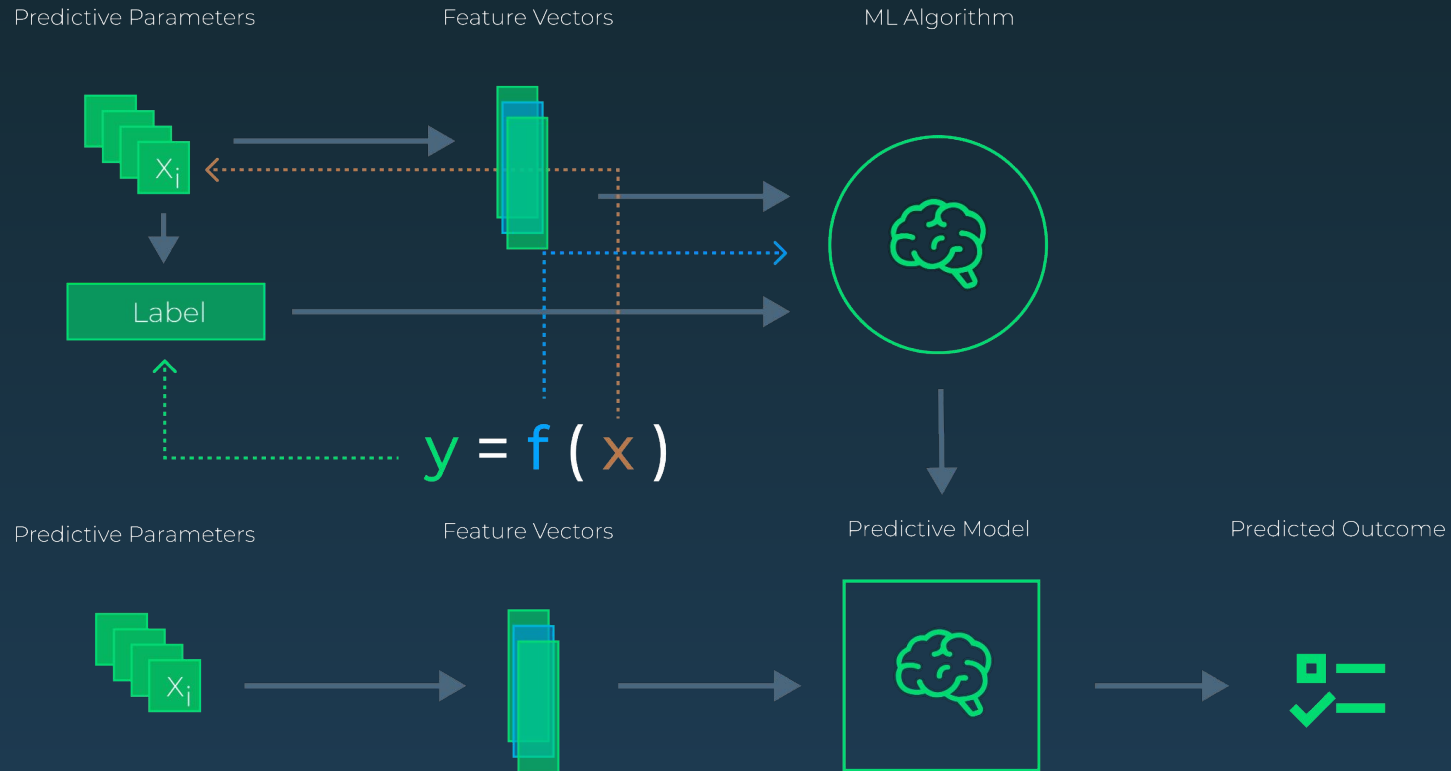 Predictive Parameters
Feature Vectors
ML Algorithm
Xi
Label
y = f ( x )
Predictive Parameters
Feature Vectors
Predictive Model
Predicted Outcome
Xi